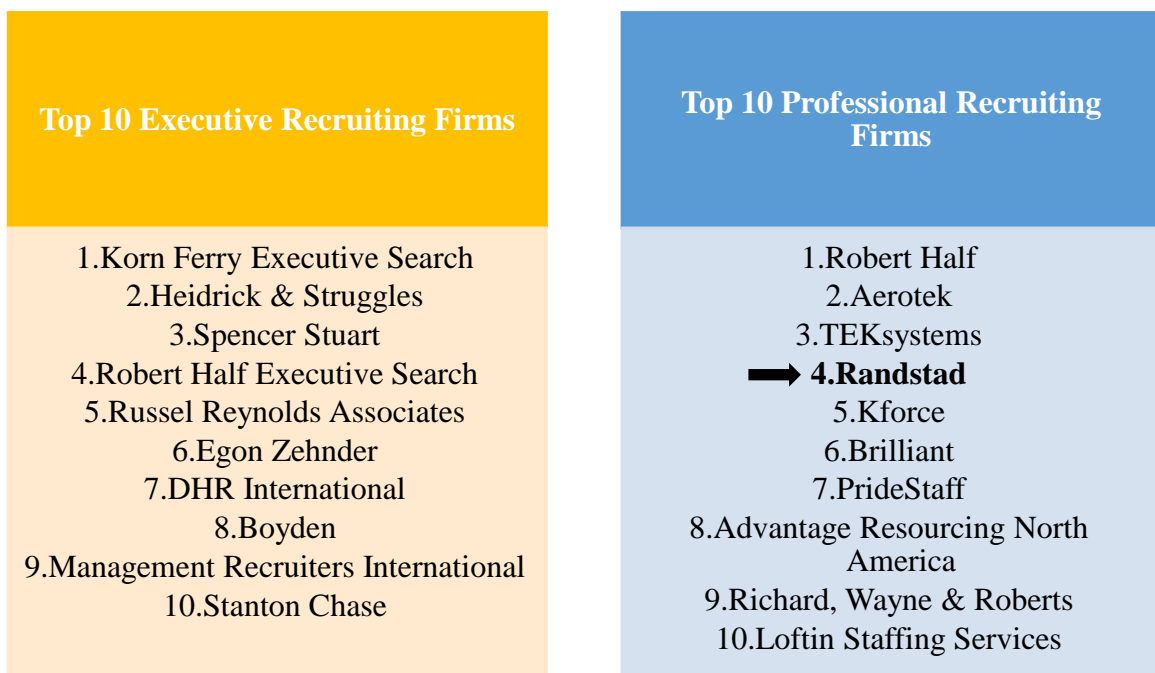 Top 10 Executive Recruiting Firms
1.Korn Ferry Executive Search
2.Heidrick & Struggles
3.Spencer Stuart
4.Robert Half Executive Search
5.Russel Reynolds Associates
6.Egon Zehnder
7.DHR International
8.Boyden
9.Management Recruiters International
10.Stanton Chase
Top 10 Professional Recruiting
Firms
1.Robert Half
2.Aerotek
3.TEKsystems
4.Randstad
5.Kforce
6.Brilliant
7.PrideStaff
8.Advantage Resourcing North
America
9.Richard, Wayne & Roberts
10.Loftin Staffing Services